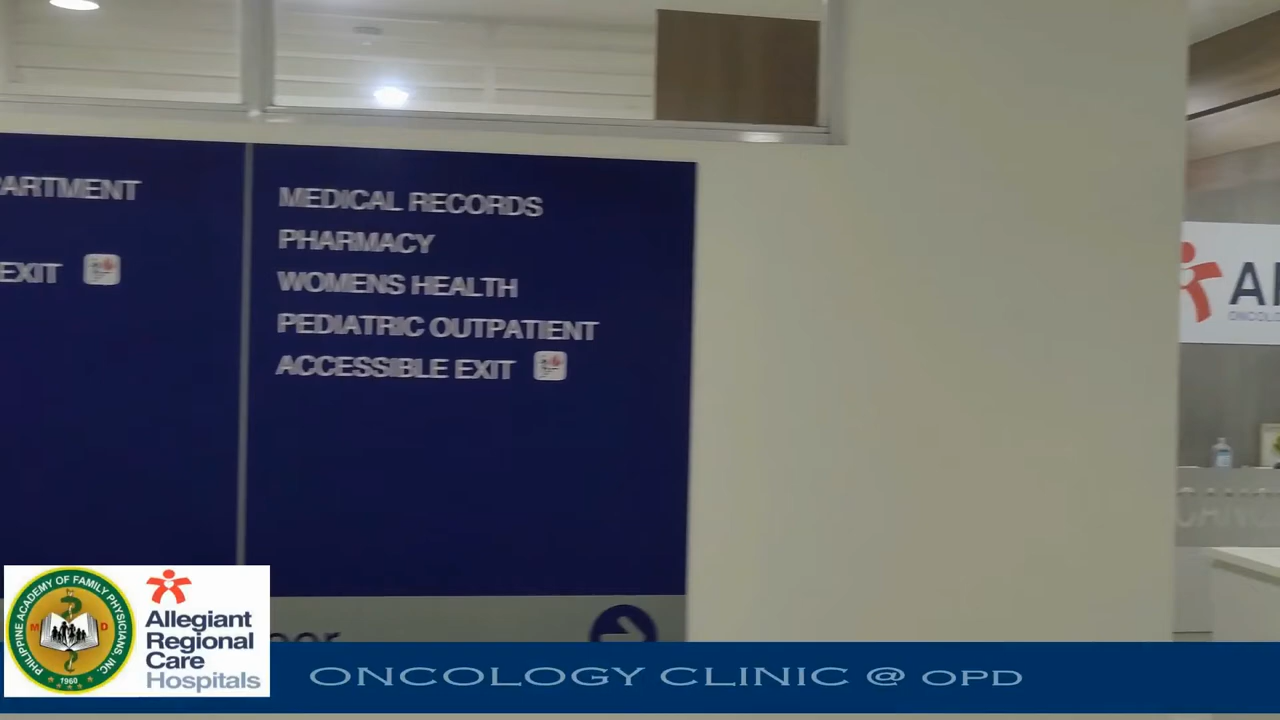 PARTMENT
EXIT
MEDICAL RECORDS
PHARMACY
WOMENS HEALTH
PEDIATRIC OUTPATIENT
ACCESSIBLE EXIT
PHILIPPINE ACADEMY OF FAMILY PHYSICIANS, INC.
M D
1960
Allegiant
Regional
Care
Hospitals
ONCOLOGY CLINIC @ OPD